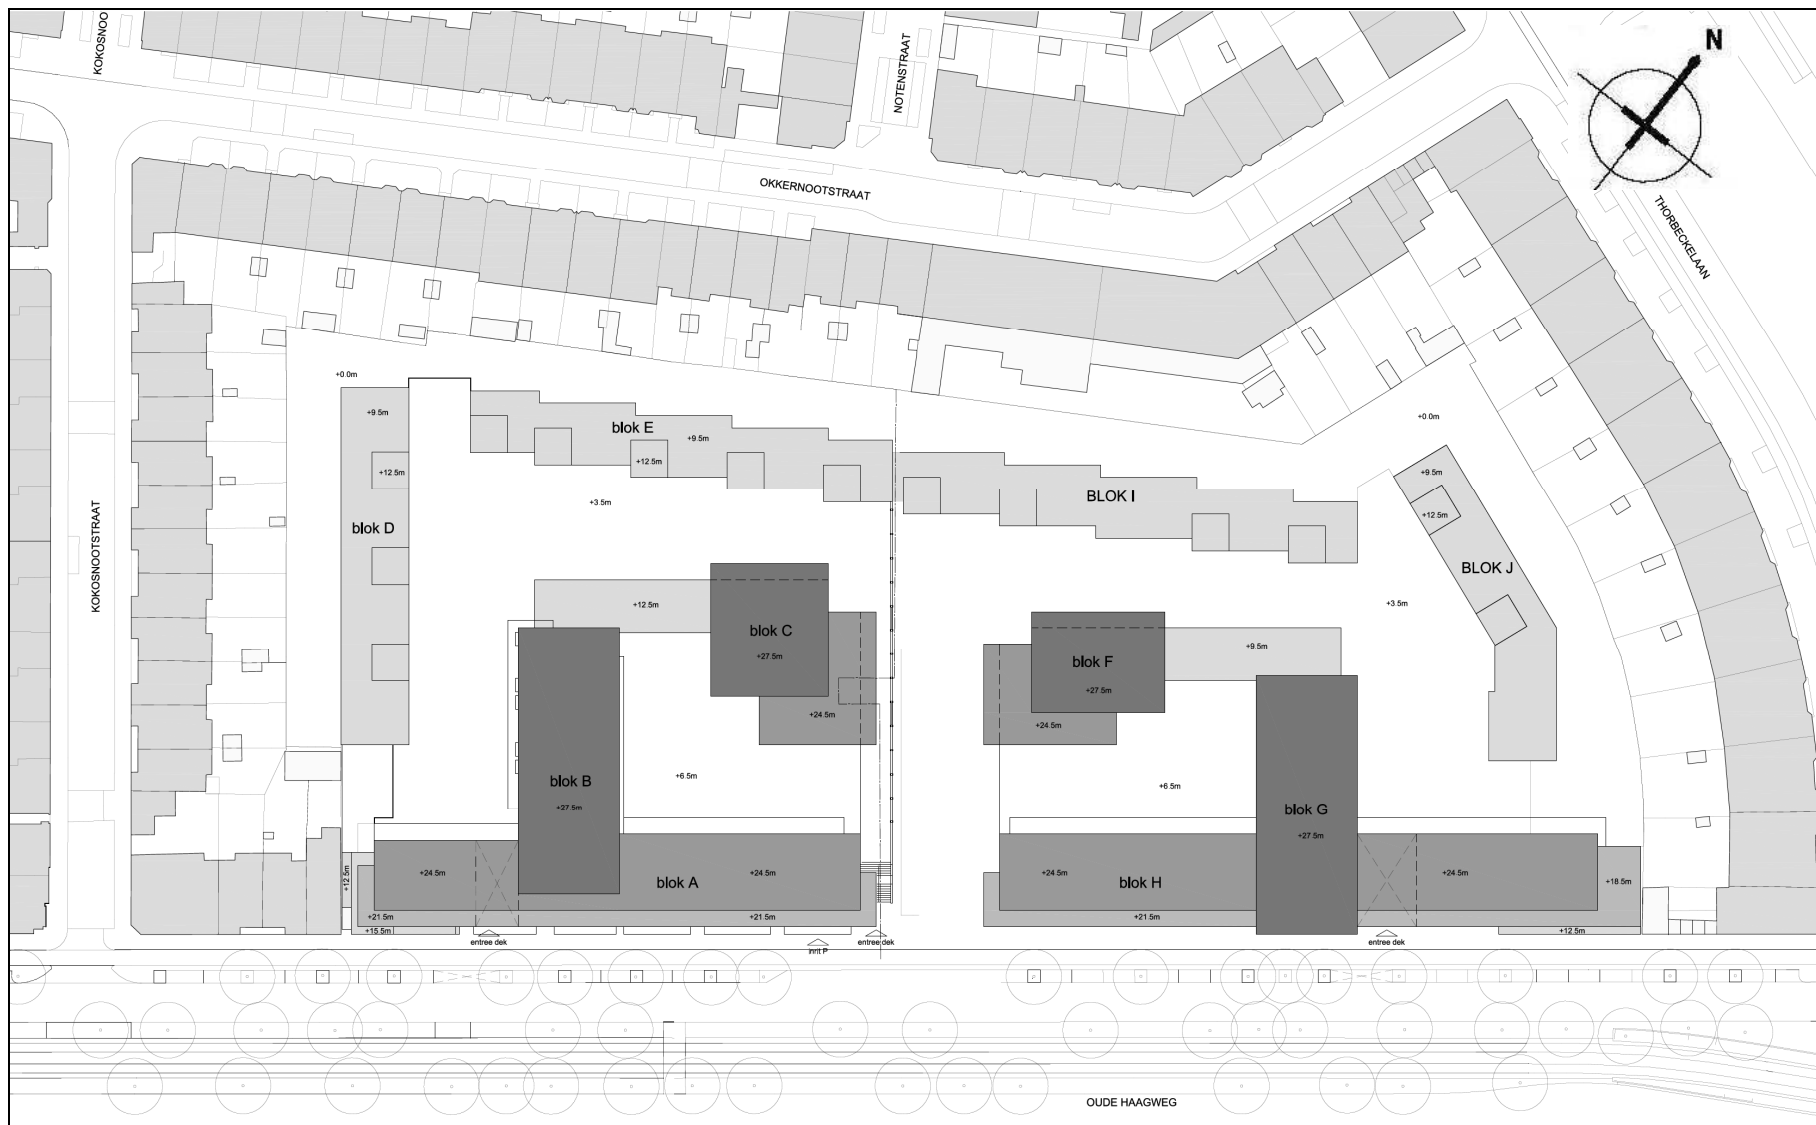 KOKOSNOO
NOTENSTRAAT
N
OKKERNOOTSTRAAT
THORBECKELAAN
+0.0m
+9.5m
blok E
+9.5m
+12.5m
+12.5m
+3.5m
blok D
KOKOSNOOTSTRAAT
+0.0m
+9.5m
BLOK I
+12.5m
BLOK J
+3.5m
+12.5m
blok C
+27.5m
+24.5m
blok F
+27.5m
+9.5m
+24.5m
blok B
+27.5m
+6.5m
+6.5m
blok G
+27.5m
+12.5m
+24.5m
blok A
+24.5m
+24.5m
blok H
+24.5m
+18.5m
+21.5m
+21.5m
+21.5m
+15.5m
+12.5m
entree dek
inrit P
entree dek
entree dek
OUDE HAAGWEG